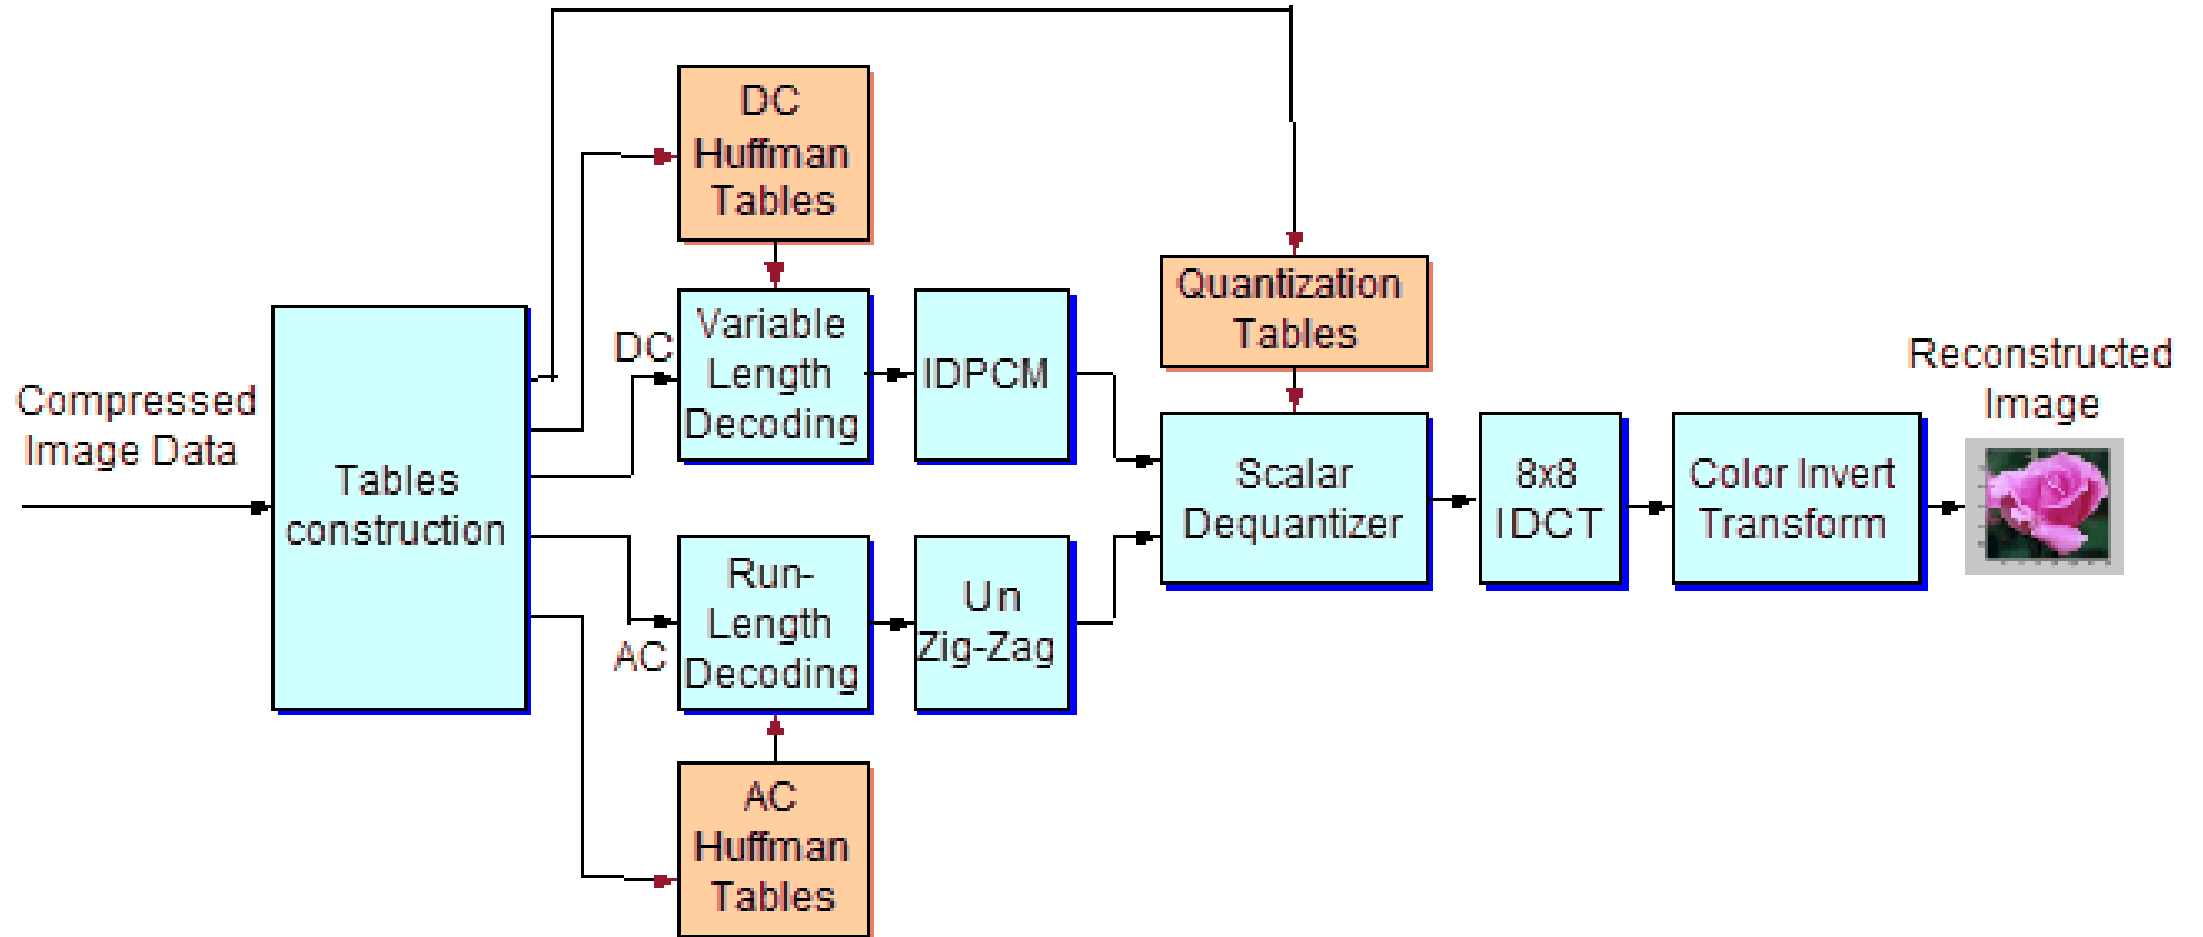 Compressed
Image Data
Tables
construction
DC
Huffman
Tables
DC
Variable
Length
Decoding
IDPCM
AC
Run-
Length
Decoding
Un
Zig-Zag
AC
Huffman
Tables
Quantization
Tables
Scalar
Dequantizer
8x8
IDCT
Color Invert
Transform
Reconstructed
Image